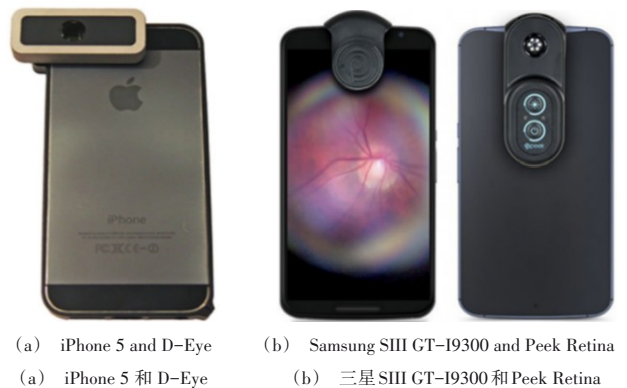 iPhone
peek
(a) iPhone 5 and D-Eye (b) Samsung SIII GT-I9300 and Peek Retina
(a) iPhone 5 和 D-Eye (b) 三星 SIII GT-I9300 和 Peek Retina